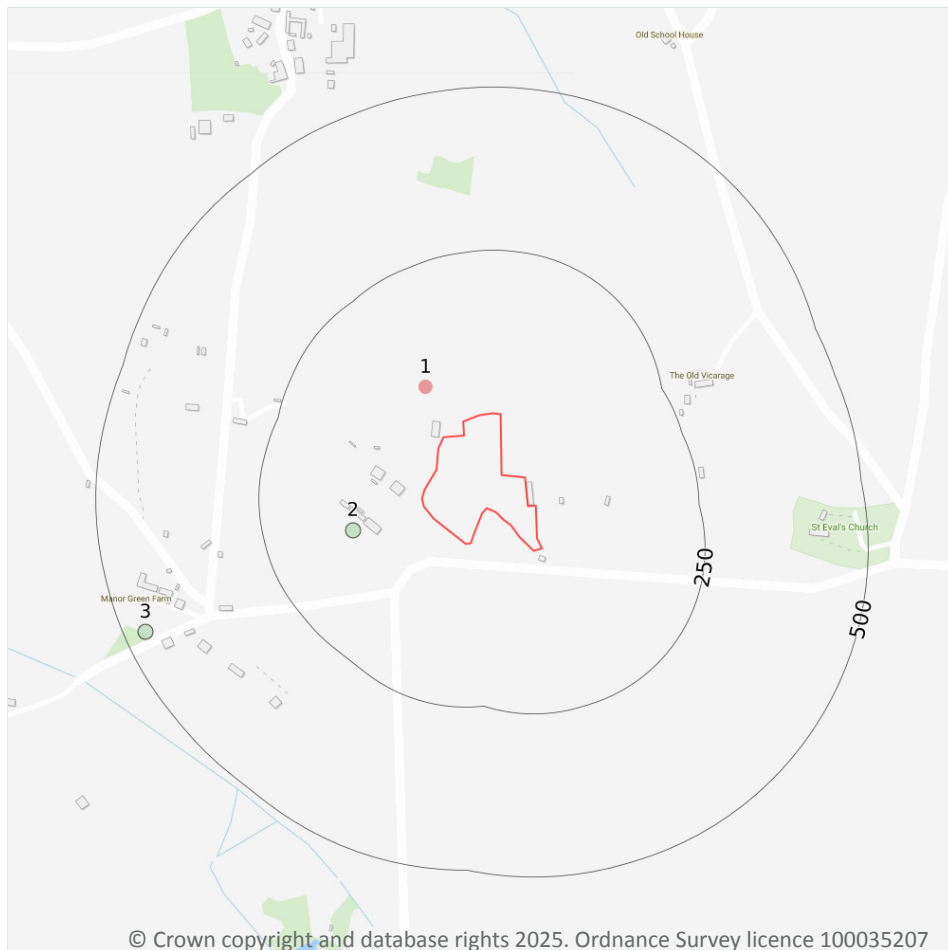 Old School House
1
The Old Vicarage
2
St Eval's Church
250
Manor Green Farm
3
500
© Crown copyright and database rights 2025. Ordnance Survey licence 100035207